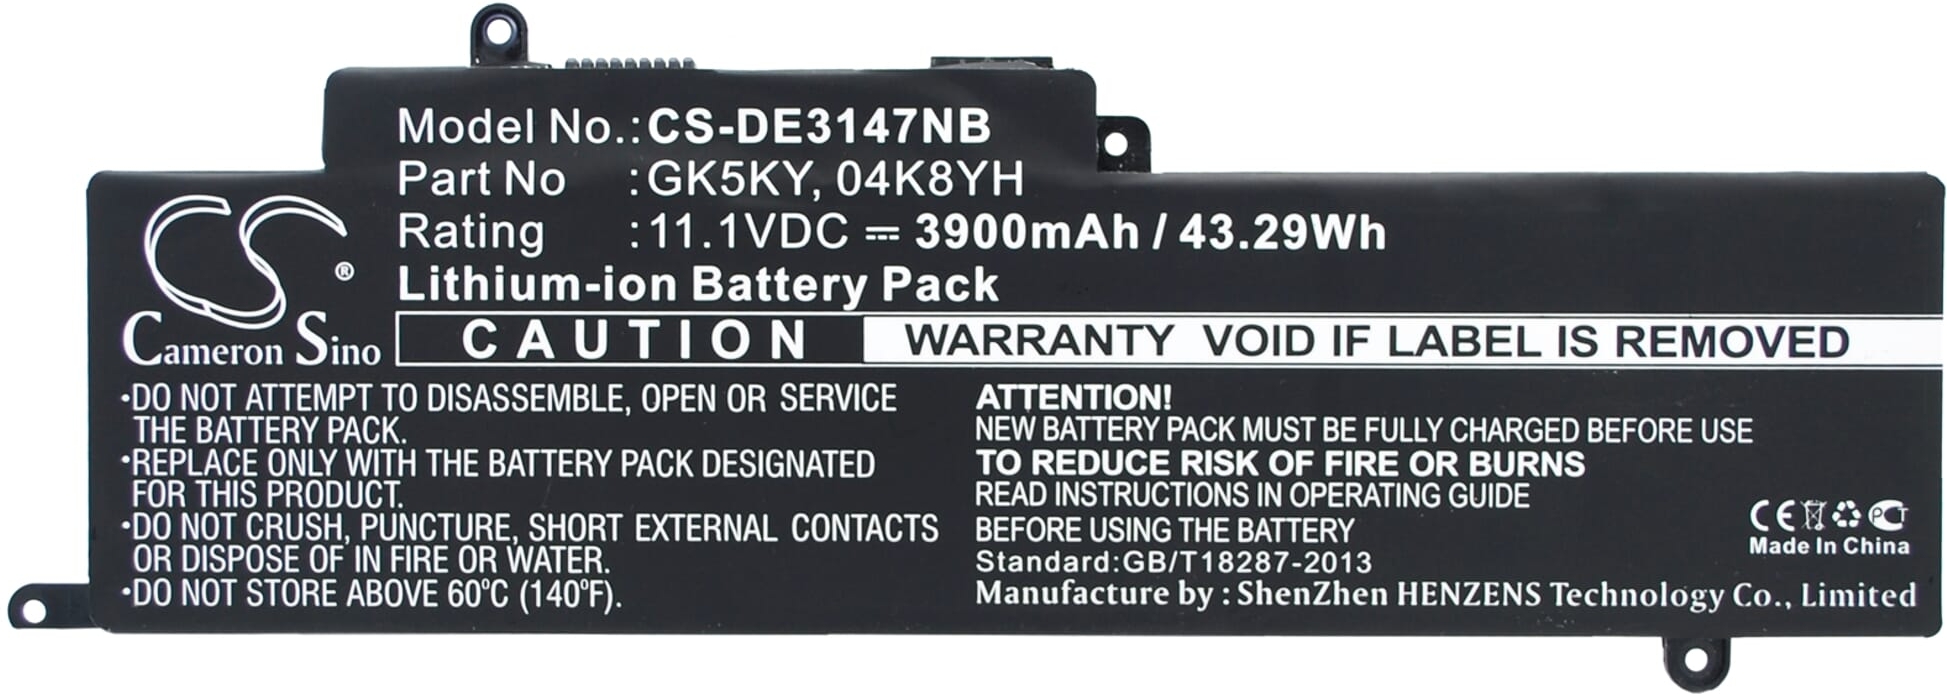 Model No.: CS-DE3147NB
Part No : GK5KY, 04K8YH
Rating : 11.1VDC ⎓ 3900mAh / 43.29Wh
Lithium-ion Battery Pack
CS ®
Cameron Sino
CAUTION WARRANTY VOID IF LABEL IS REMOVED
•DO NOT ATTEMPT TO DISASSEMBLE, OPEN OR SERVICE
THE BATTERY PACK.
•REPLACE ONLY WITH THE BATTERY PACK DESIGNATED
FOR THIS PRODUCT.
•DO NOT CRUSH, PUNCTURE, SHORT EXTERNAL CONTACTS
OR DISPOSE OF IN FIRE OR WATER.
•DO NOT STORE ABOVE 60°C (140°F).
ATTENTION!
NEW BATTERY PACK MUST BE FULLY CHARGED BEFORE USE
TO REDUCE RISK OF FIRE OR BURNS
READ INSTRUCTIONS IN OPERATING GUIDE
BEFORE USING THE BATTERY
Standard:GB/T18287-2013
Manufacture by : ShenZhen HENZENS Technology Co., Limited
CE PCT
Made In China